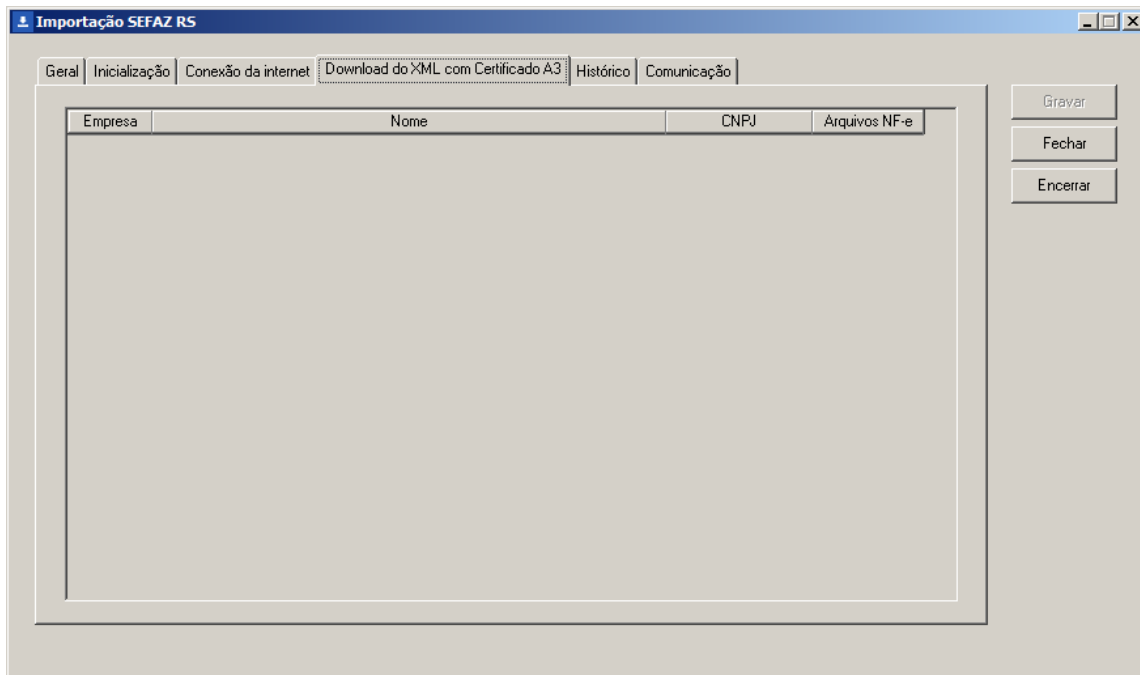 Importação SEFAZ RS
Geral Inicialização Conexão da internet Download do XML com Certificado A3 Histórico Comunicação
Gravar
Empresa Nome CNPJ Arquivos NF-e
Fechar
Encerrar